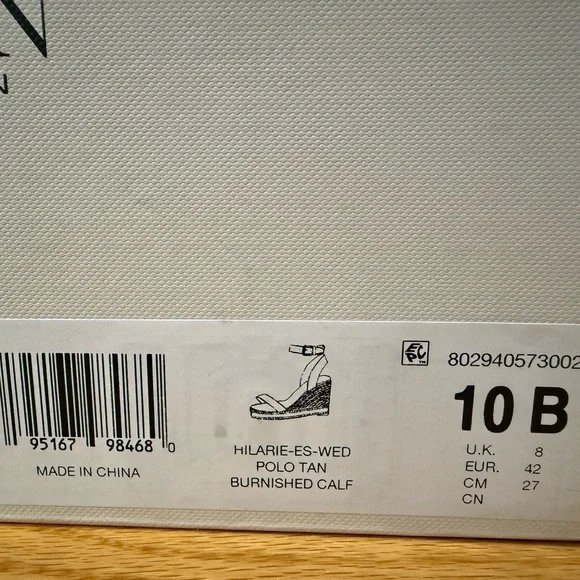 N
N
802940573002
10 B
95167 98468 0
MADE IN CHINA
HILARIE-ES-WED
POLO TAN
BURNISHED CALF
U.K. 8
EUR. 42
CM 27
CN